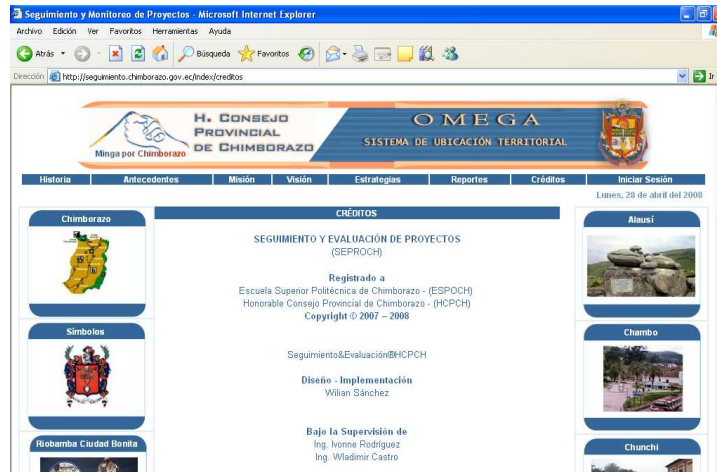 Seguimiento y Monitoreo de Proyectos - Microsoft Internet Explorer
Archivo Edición Ver Favoritos Herramientas Ayuda
Atrás Búsqueda Favoritos
Dirección http://seguimiento.chimborazo.gov.ec/index/creditos Ir
Minga por Chimborazo
H. CONSEJO
PROVINCIAL
DE CHIMBORAZO
OMEGA
SISTEMA DE UBICACIÓN TERRITORIAL
Historia Antecedentes Misión Visión Estrategias Reportes Créditos Iniciar Sesión
Lunes, 28 de abril del 2008
Chimborazo
Símbolos
Riobamba Ciudad Bonita
CRÉDITOS
SEGUIMIENTO Y EVALUACIÓN DE PROYECTOS
(SEPROCH)
Registrado a
Escuela Superior Politécnica de Chimborazo - (ESPOCH)
Honorable Consejo Provincial de Chimborazo - (HCPCH)
Copyright © 2007 – 2008
Seguimiento&Evaluación®HCPCH
Diseño - Implementación
Wilian Sánchez
Bajo la Supervisión de
Ing. Ivonne Rodríguez
Ing. Wladimir Castro
Alausí
Chambo
Chunchi